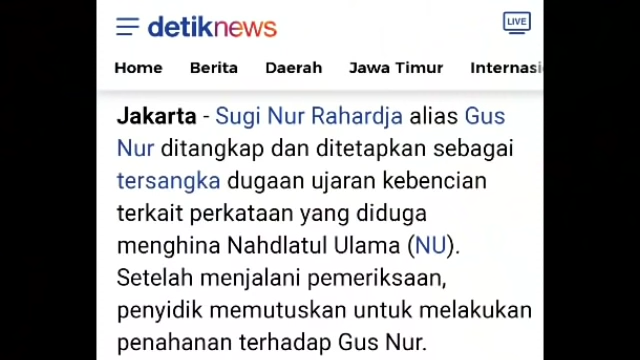 detiknews
LIVE
Home Berita Daerah Jawa Timur Internasi
Jakarta - Sugi Nur Rahardja alias Gus
Nur ditangkap dan ditetapkan sebagai
tersangka dugaan ujaran kebencian
terkait perkataan yang diduga
menghina Nahdlatul Ulama (NU).
Setelah menjalani pemeriksaan,
penyidik memutuskan untuk melakukan
penahanan terhadap Gus Nur.